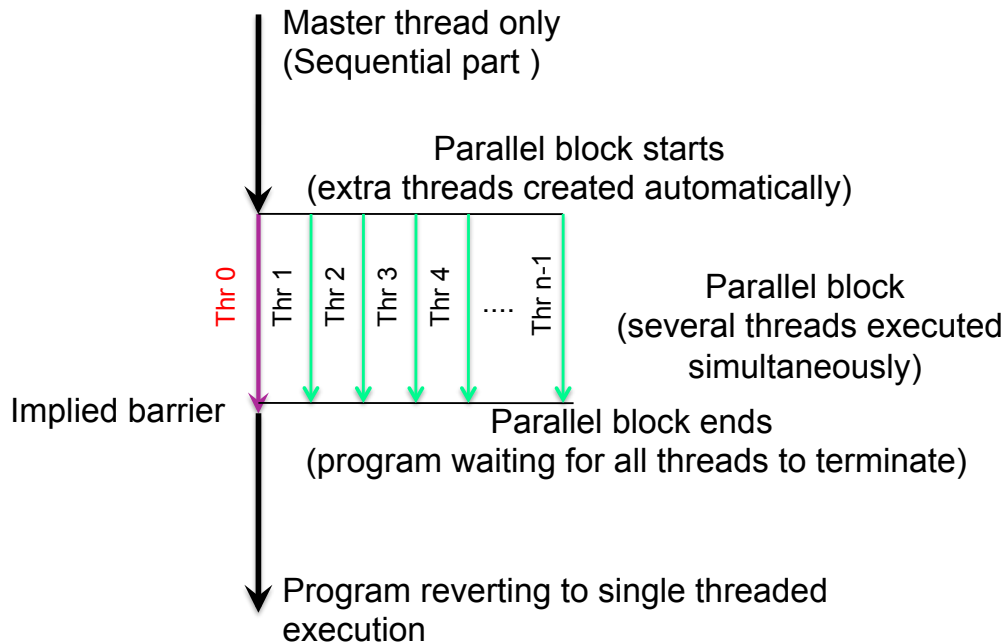 Master thread only
(Sequential part )
Parallel block starts
(extra threads created automatically)
Thr 0
Thr 1
Thr 2
Thr 3
Thr 4
....
Thr n-1
Parallel block
(several threads executed
simultaneously)
Implied barrier
Parallel block ends
(program waiting for all threads to terminate)
Program reverting to single threaded
execution